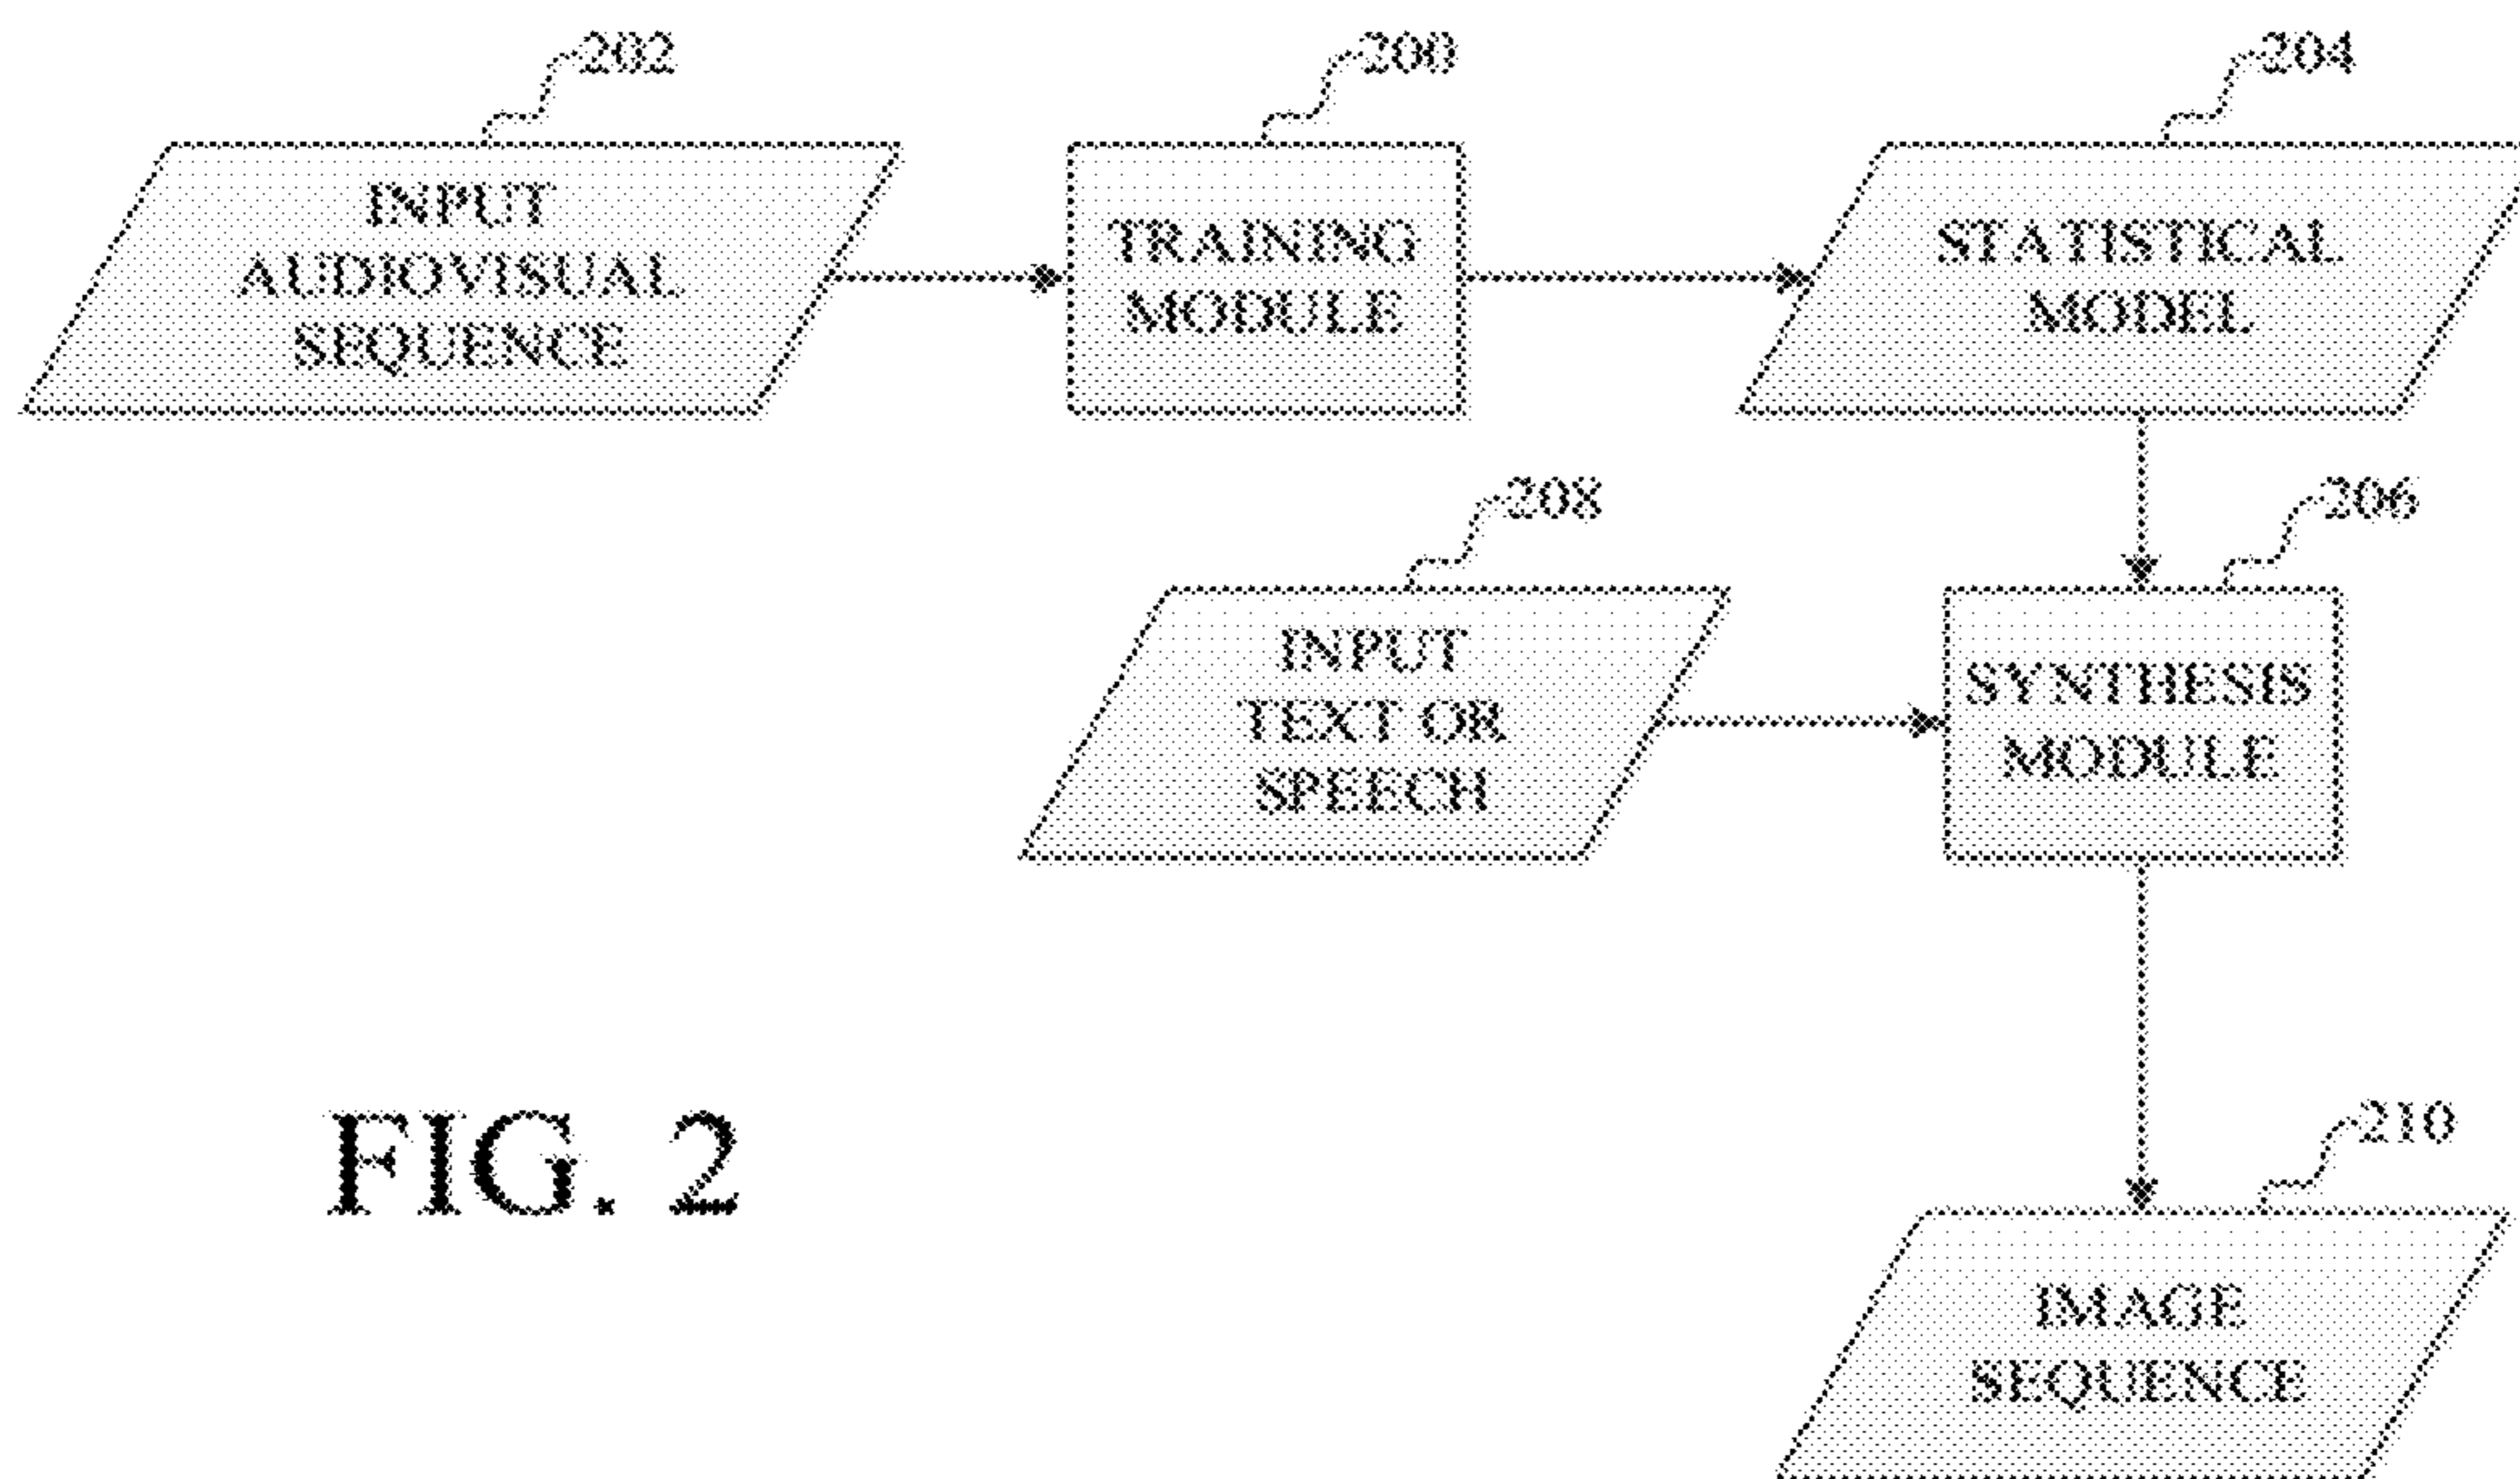 202
200
204
INPUT
AUDIOVISUAL
SEQUENCE
TRAINING
MODULE
STATISTICAL
MODEL
208
206
INPUT
TEXT OR
SPEECH
SYNTHESIS
MODULE
FIG. 2
210
IMAGE
SEQUENCE